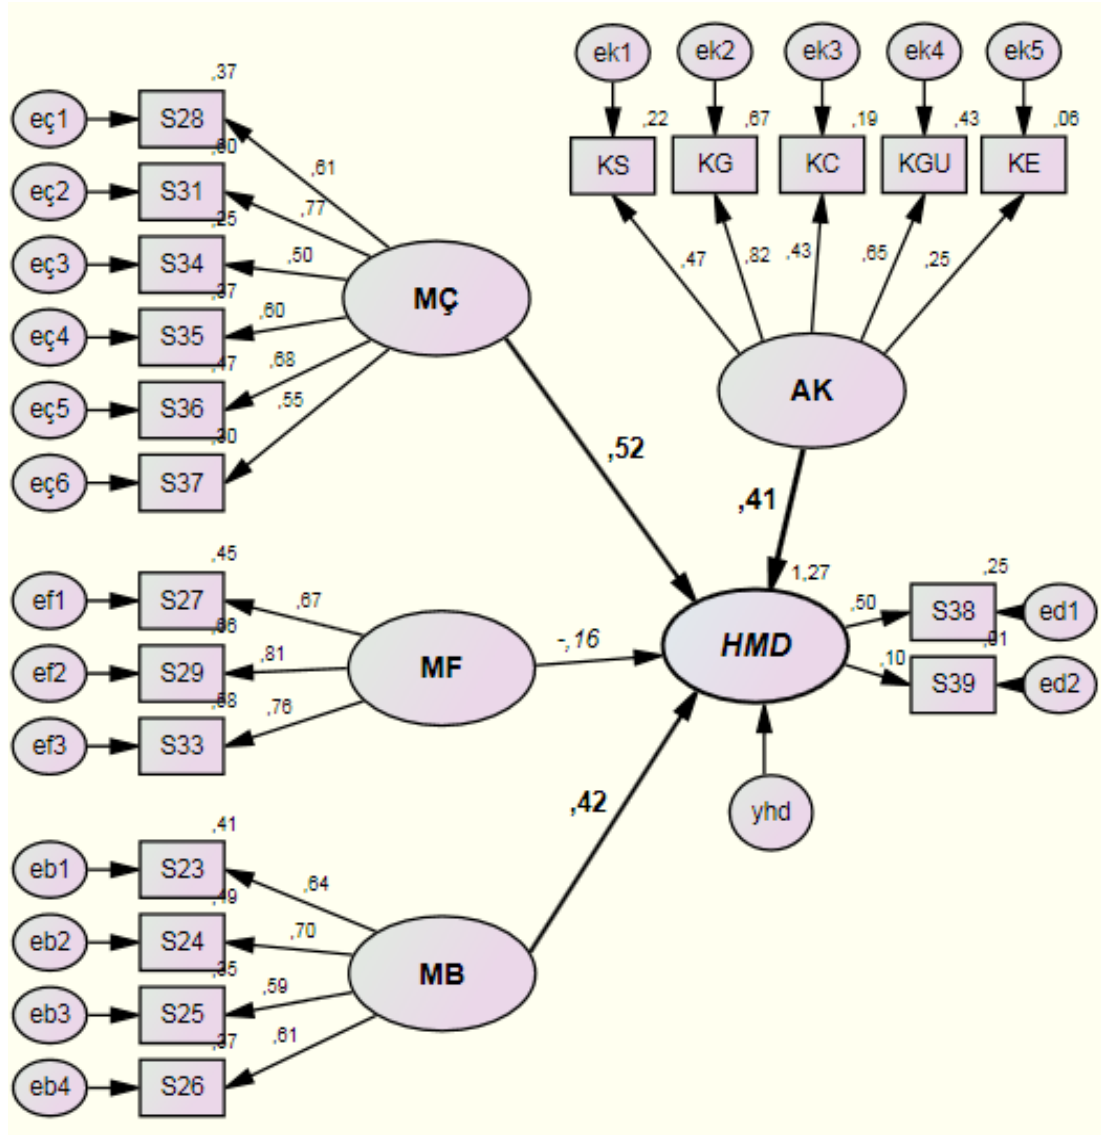 ek1 ek2 ek3 ek4 ek5
,22 ,67 ,19 ,43 ,06
KS KG KC KGU KE
,47 ,82 ,43 ,65 ,25
AK
,41
,37
eç1 S28
,61
,60
eç2 S31
,77
,25
eç3 S34
,50
,37
eç4 S35
,60
,47
eç5 S36
,68
,30
eç6 S37
,55
MÇ
,52
,45
ef1 S27
,67
,66
ef2 S29
,81
,58
ef3 S33
,76
MF
-,16
1,27
HMD
,50
,25
S38 ed1
,10
,01
S39 ed2
yhd
,42
,41
eb1 S23
,64
,49
eb2 S24
,70
,35
eb3 S25
,59
,37
eb4 S26
,61
MB